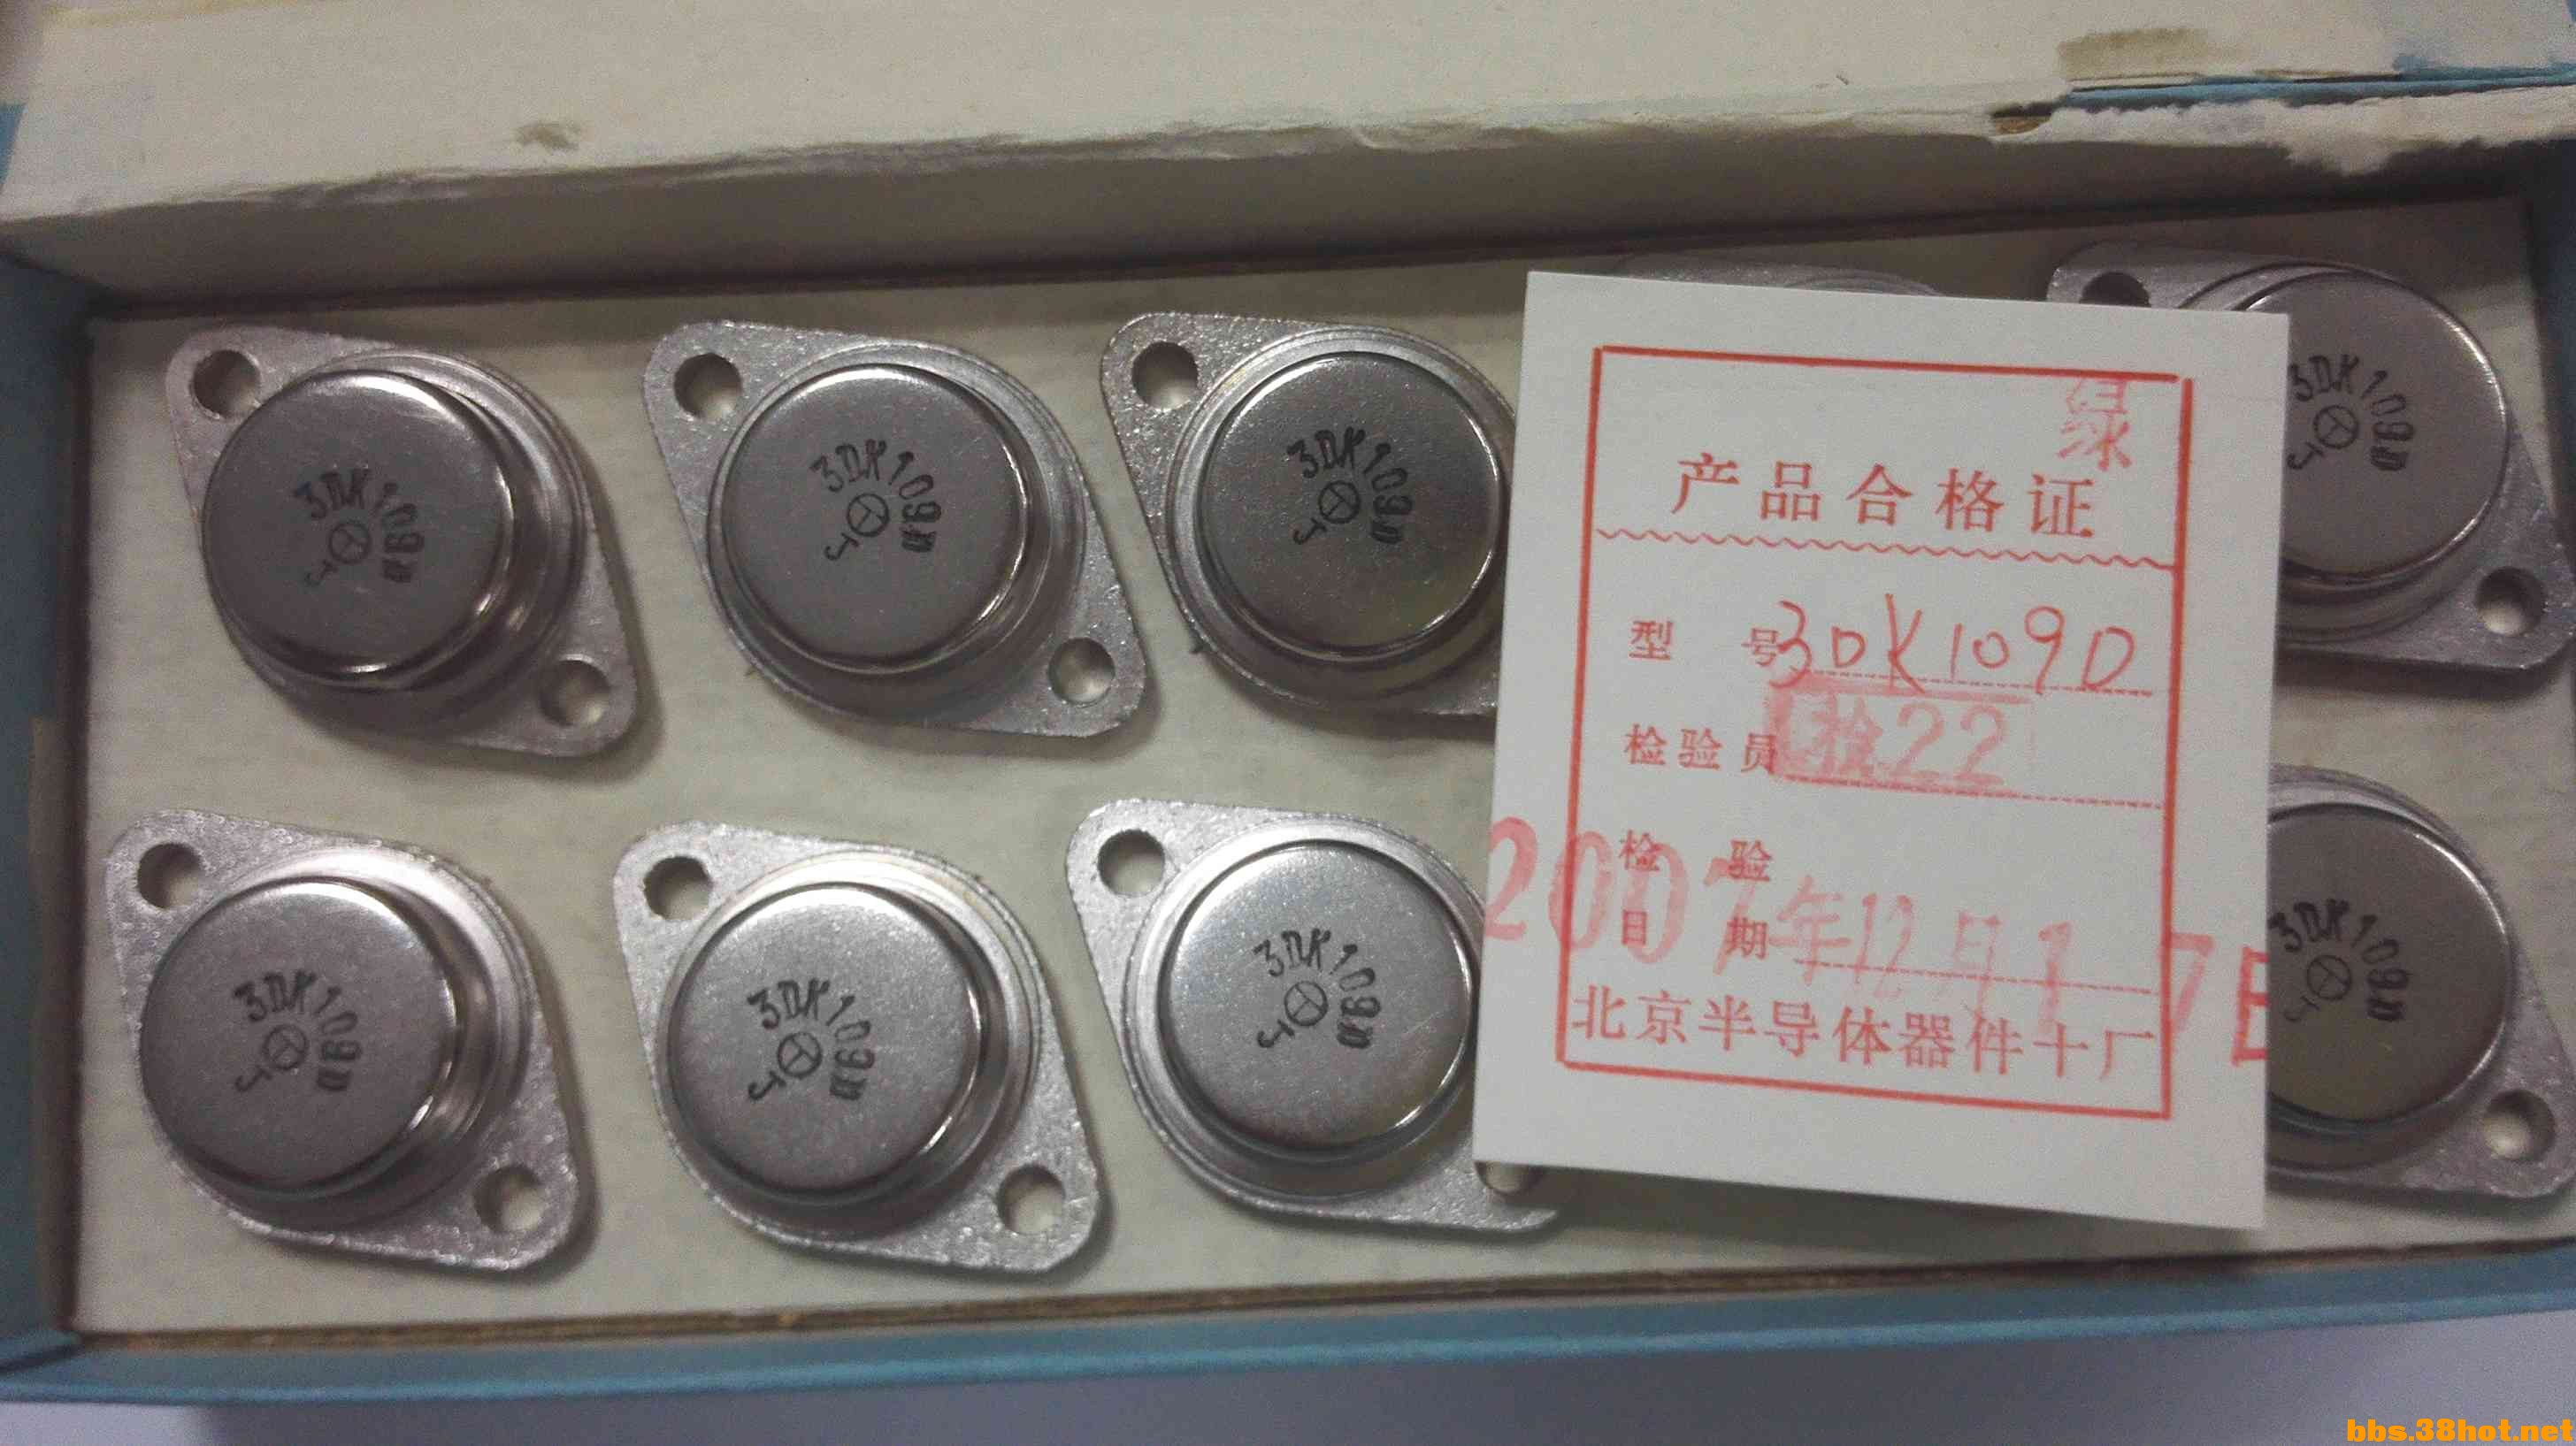 3DK109D
J
3DK109D
J
3DK109D
J
3DK109D
J
绿
产品合格证
型 号 3DK109D
检验员 检22
检 验
日 期
2007年12月17日
北京半导体器件十厂
3DK109D
J
3DK109D
J
3DK109D
J
3DK109D
J
bbs.38hot.net